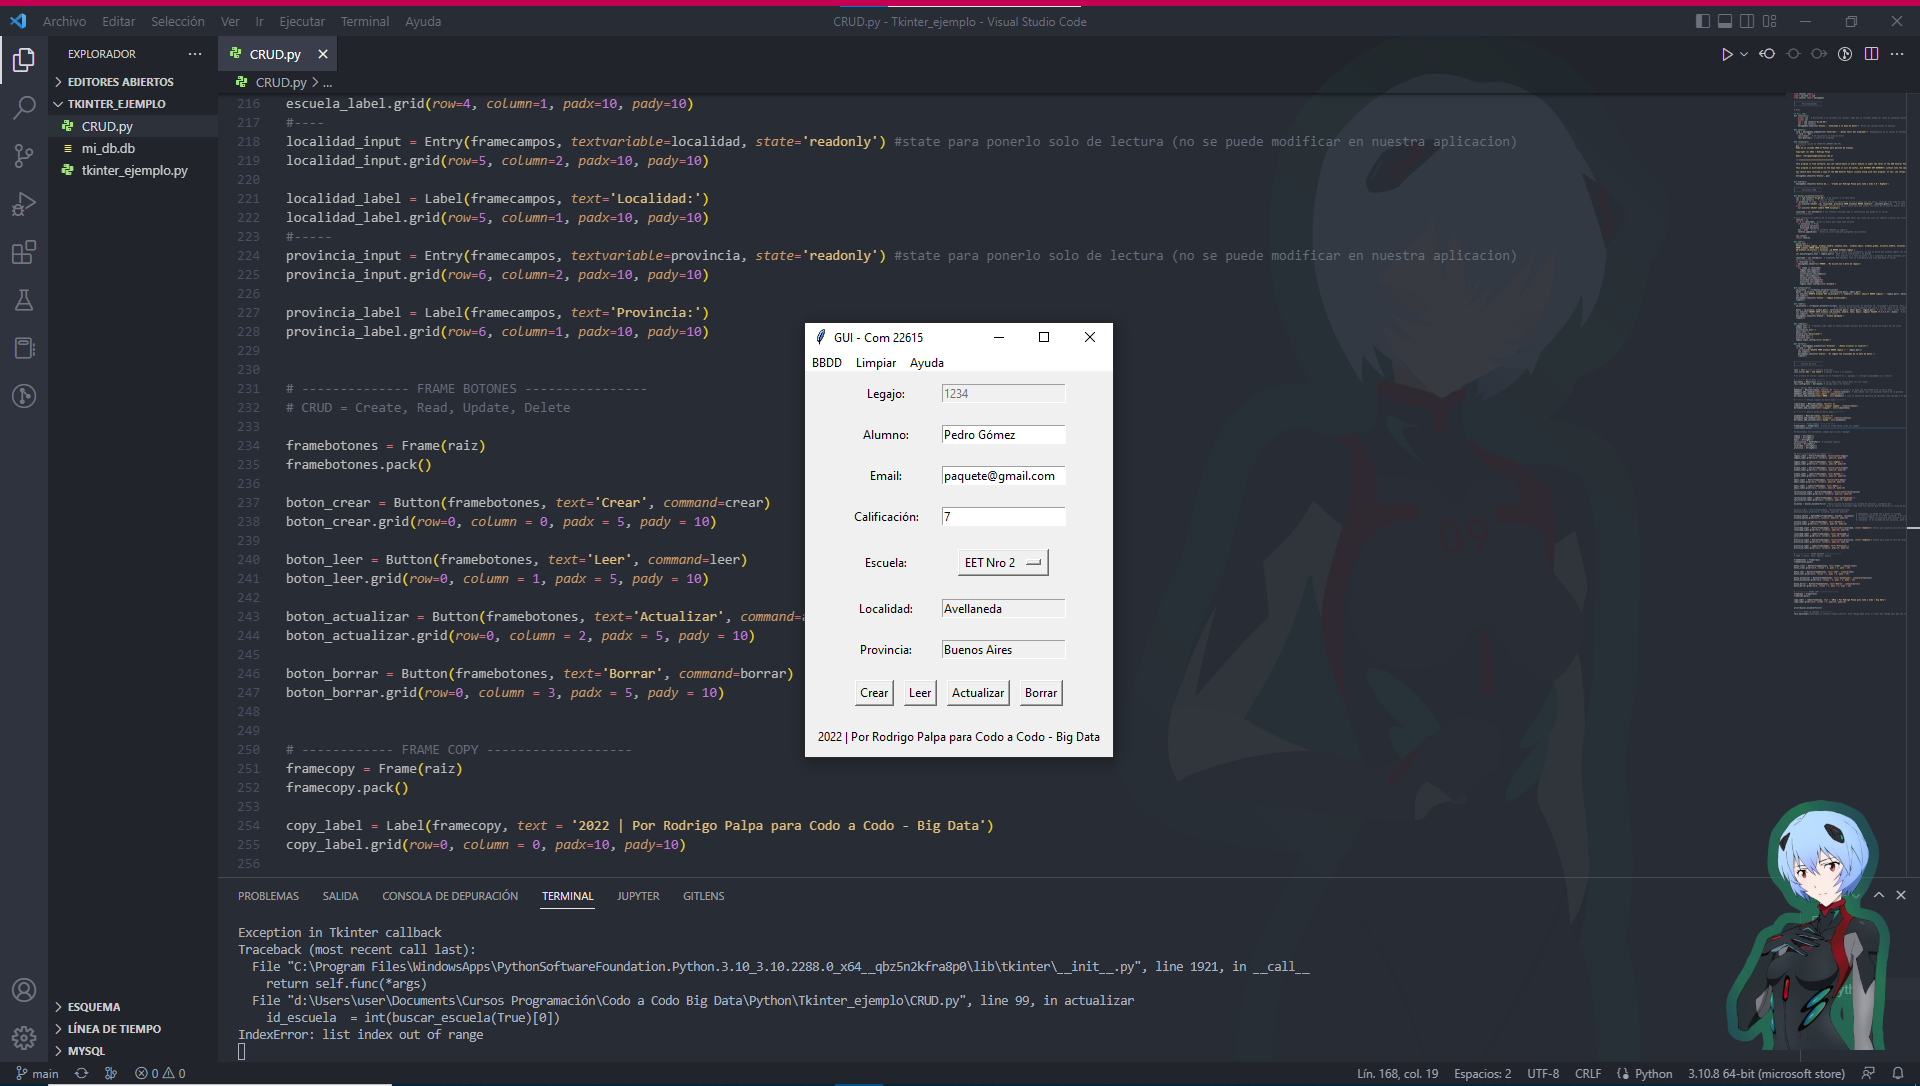 Archivo Editar Selección Ver Ir Ejecutar Terminal Ayuda
CRUD.py - Tkinter_ejemplo - Visual Studio Code
EXPLORADOR
EDITORES ABIERTOS
TKINTER_EJEMPLO
CRUD.py
mi_db.db
tkinter_ejemplo.py
ESQUEMA
LÍNEA DE TIEMPO
MYSQL
CRUD.py
CRUD.py > ...
216 escuela_label.grid(row=4, column=1, padx=10, pady=10)
217 #----
218 localidad_input = Entry(framecampos, textvariable=localidad, state='readonly') #state para ponerlo solo de lectura (no se puede modificar en nuestra aplicacion)
219 localidad_input.grid(row=5, column=2, padx=10, pady=10)
220
221 localidad_label = Label(framecampos, text='Localidad:')
222 localidad_label.grid(row=5, column=1, padx=10, pady=10)
223 #-----
224 provincia_input = Entry(framecampos, textvariable=provincia, state='readonly') #state para ponerlo solo de lectura (no se puede modificar en nuestra aplicacion)
225 provincia_input.grid(row=6, column=2, padx=10, pady=10)
226
227 provincia_label = Label(framecampos, text='Provincia:')
228 provincia_label.grid(row=6, column=1, padx=10, pady=10)
229
230
231 # -------------- FRAME BOTONES ----------------
232 # CRUD = Create, Read, Update, Delete
233
234 framebotones = Frame(raiz)
235 framebotones.pack()
236
237 boton_crear = Button(framebotones, text='Crear', command=crear)
238 boton_crear.grid(row=0, column = 0, padx = 5, pady = 10)
239
240 boton_leer = Button(framebotones, text='Leer', command=leer)
241 boton_leer.grid(row=0, column = 1, padx = 5, pady = 10)
242
243 boton_actualizar = Button(framebotones, text='Actualizar', command=
244 boton_actualizar.grid(row=0, column = 2, padx = 5, pady = 10)
245
246 boton_borrar = Button(framebotones, text='Borrar', command=borrar)
247 boton_borrar.grid(row=0, column = 3, padx = 5, pady = 10)
248
249
250 # ------------ FRAME COPY -------------------
251 framecopy = Frame(raiz)
252 framecopy.pack()
253
254 copy_label = Label(framecopy, text = '2022 | Por Rodrigo Palpa para Codo a Codo - Big Data')
255 copy_label.grid(row=0, column = 0, padx=10, pady=10)
256
GUI - Com 22615
BBDD Limpiar Ayuda
Legajo: 1234
Alumno: Pedro Gómez
Email: paquete@gmail.com
Calificación: 7
Escuela: EET Nro 2
Localidad: Avellaneda
Provincia: Buenos Aires
Crear Leer Actualizar Borrar
2022 | Por Rodrigo Palpa para Codo a Codo - Big Data
PROBLEMAS SALIDA CONSOLA DE DEPURACIÓN TERMINAL JUPYTER GITLENS
Exception in Tkinter callback
Traceback (most recent call last):
File "C:\Program Files\WindowsApps\PythonSoftwareFoundation.Python.3.10_3.10.2288.0_x64__qbz5n2kfra8p0\lib\tkinter\__init__.py", line 1921, in __call__
return self.func(*args)
File "d:\Users\user\Documents\Cursos Programación\Codo a Codo Big Data\Python\Tkinter_ejemplo\CRUD.py", line 99, in actualizar
id_escuela  = int(buscar_escuela(True)[0])
IndexError: list index out of range
main 0 0
Lín. 168, col. 19 Espacios: 2 UTF-8 CRLF Python 3.10.8 64-bit (microsoft store)